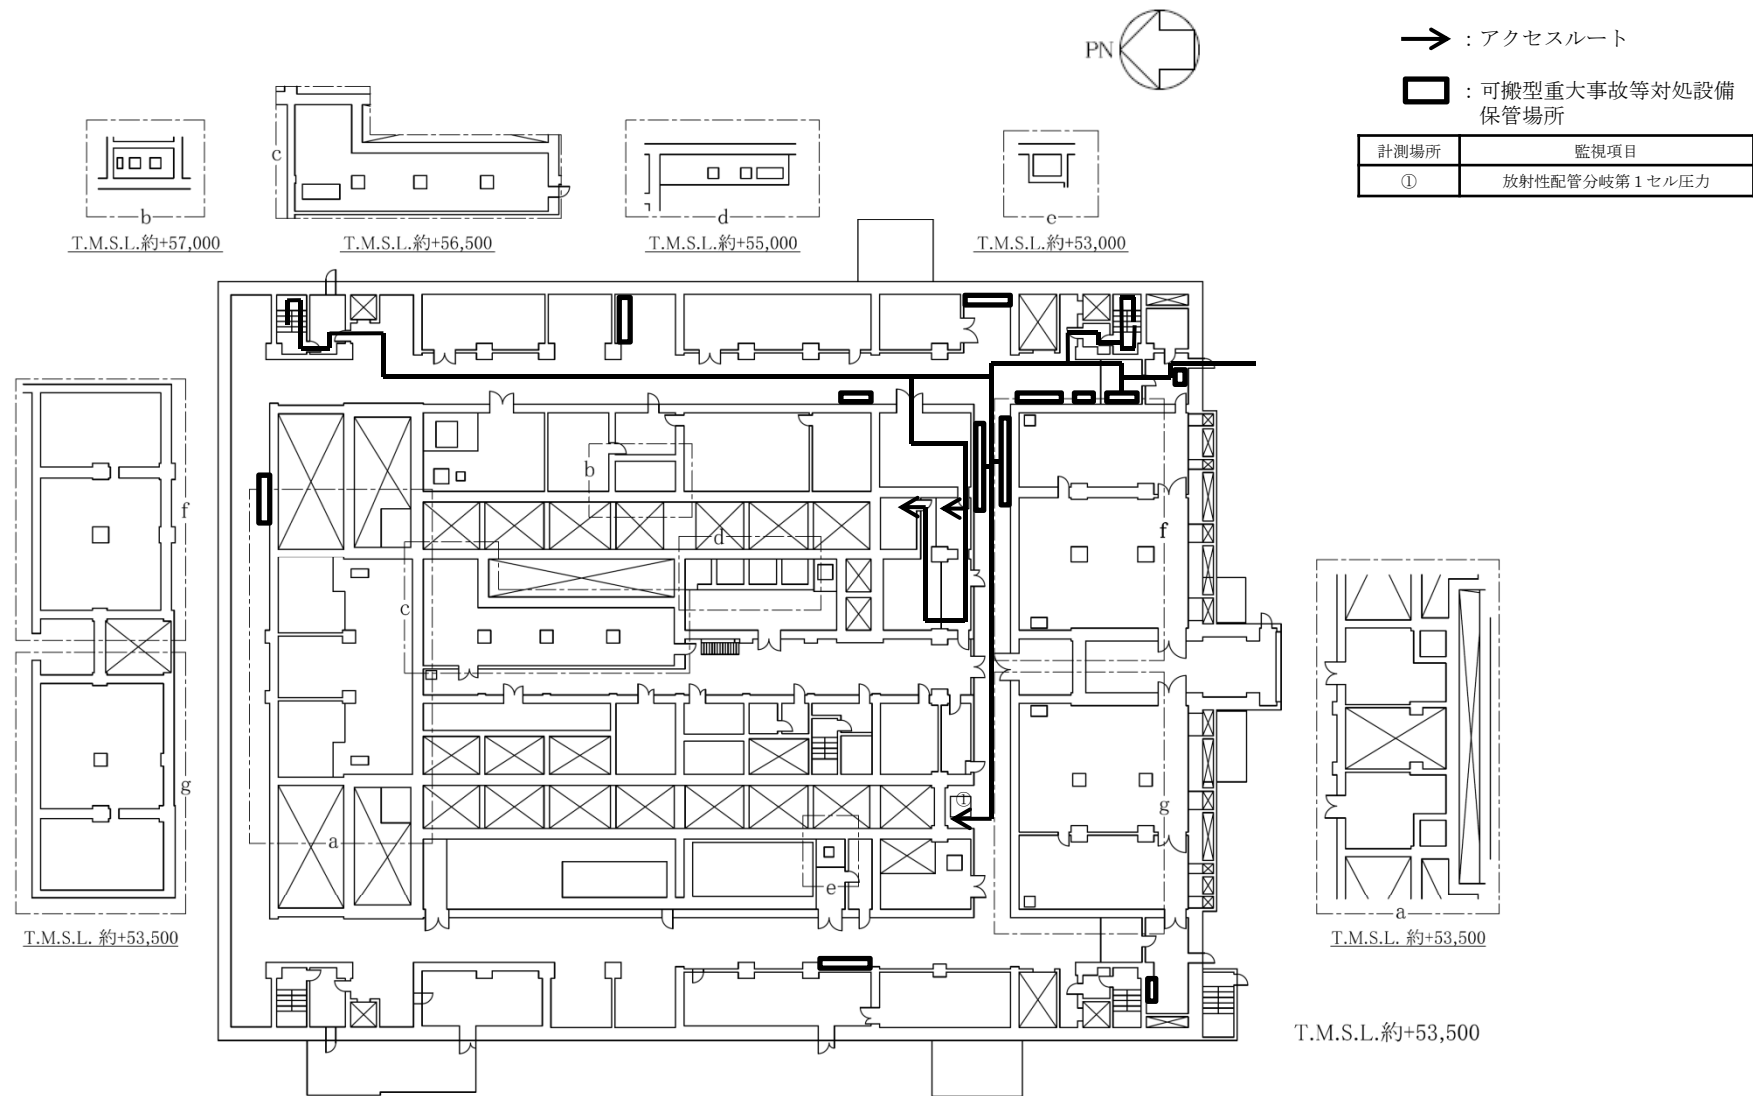 PN
：アクセスルート
：可搬型重大事故等対処設備
保管場所
計測場所 監視項目
① 放射性配管分岐第１セル圧力
b
T.M.S.L.約+57,000
c
T.M.S.L.約+56,500
d
T.M.S.L.約+55,000
e
T.M.S.L.約+53,000
f
g
T.M.S.L. 約+53,500
b
d
c
a
e
①
f
g
a
T.M.S.L. 約+53,500
T.M.S.L.約+53,500